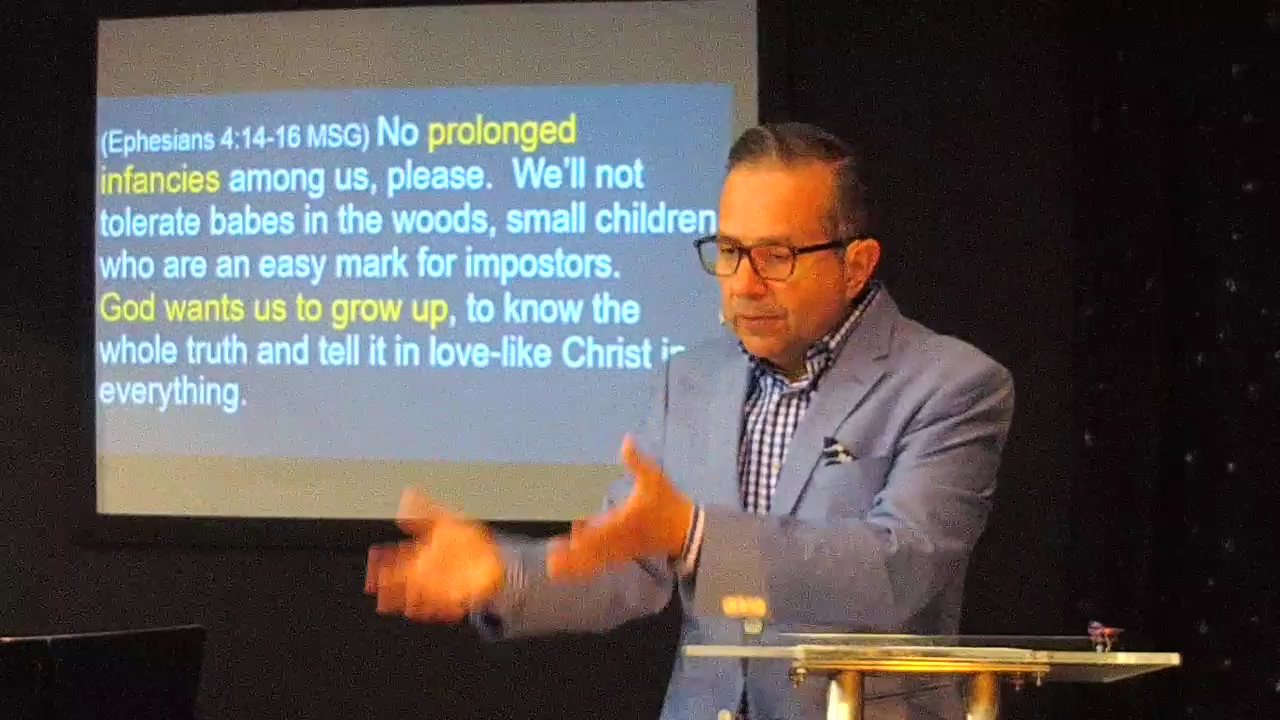 (Ephesians 4:14-16 MSG) No prolonged
infancies among us, please. We'll not
tolerate babes in the woods, small children
who are an easy mark for impostors.
God wants us to grow up, to know the
whole truth and tell it in love-like Christ in
everything.